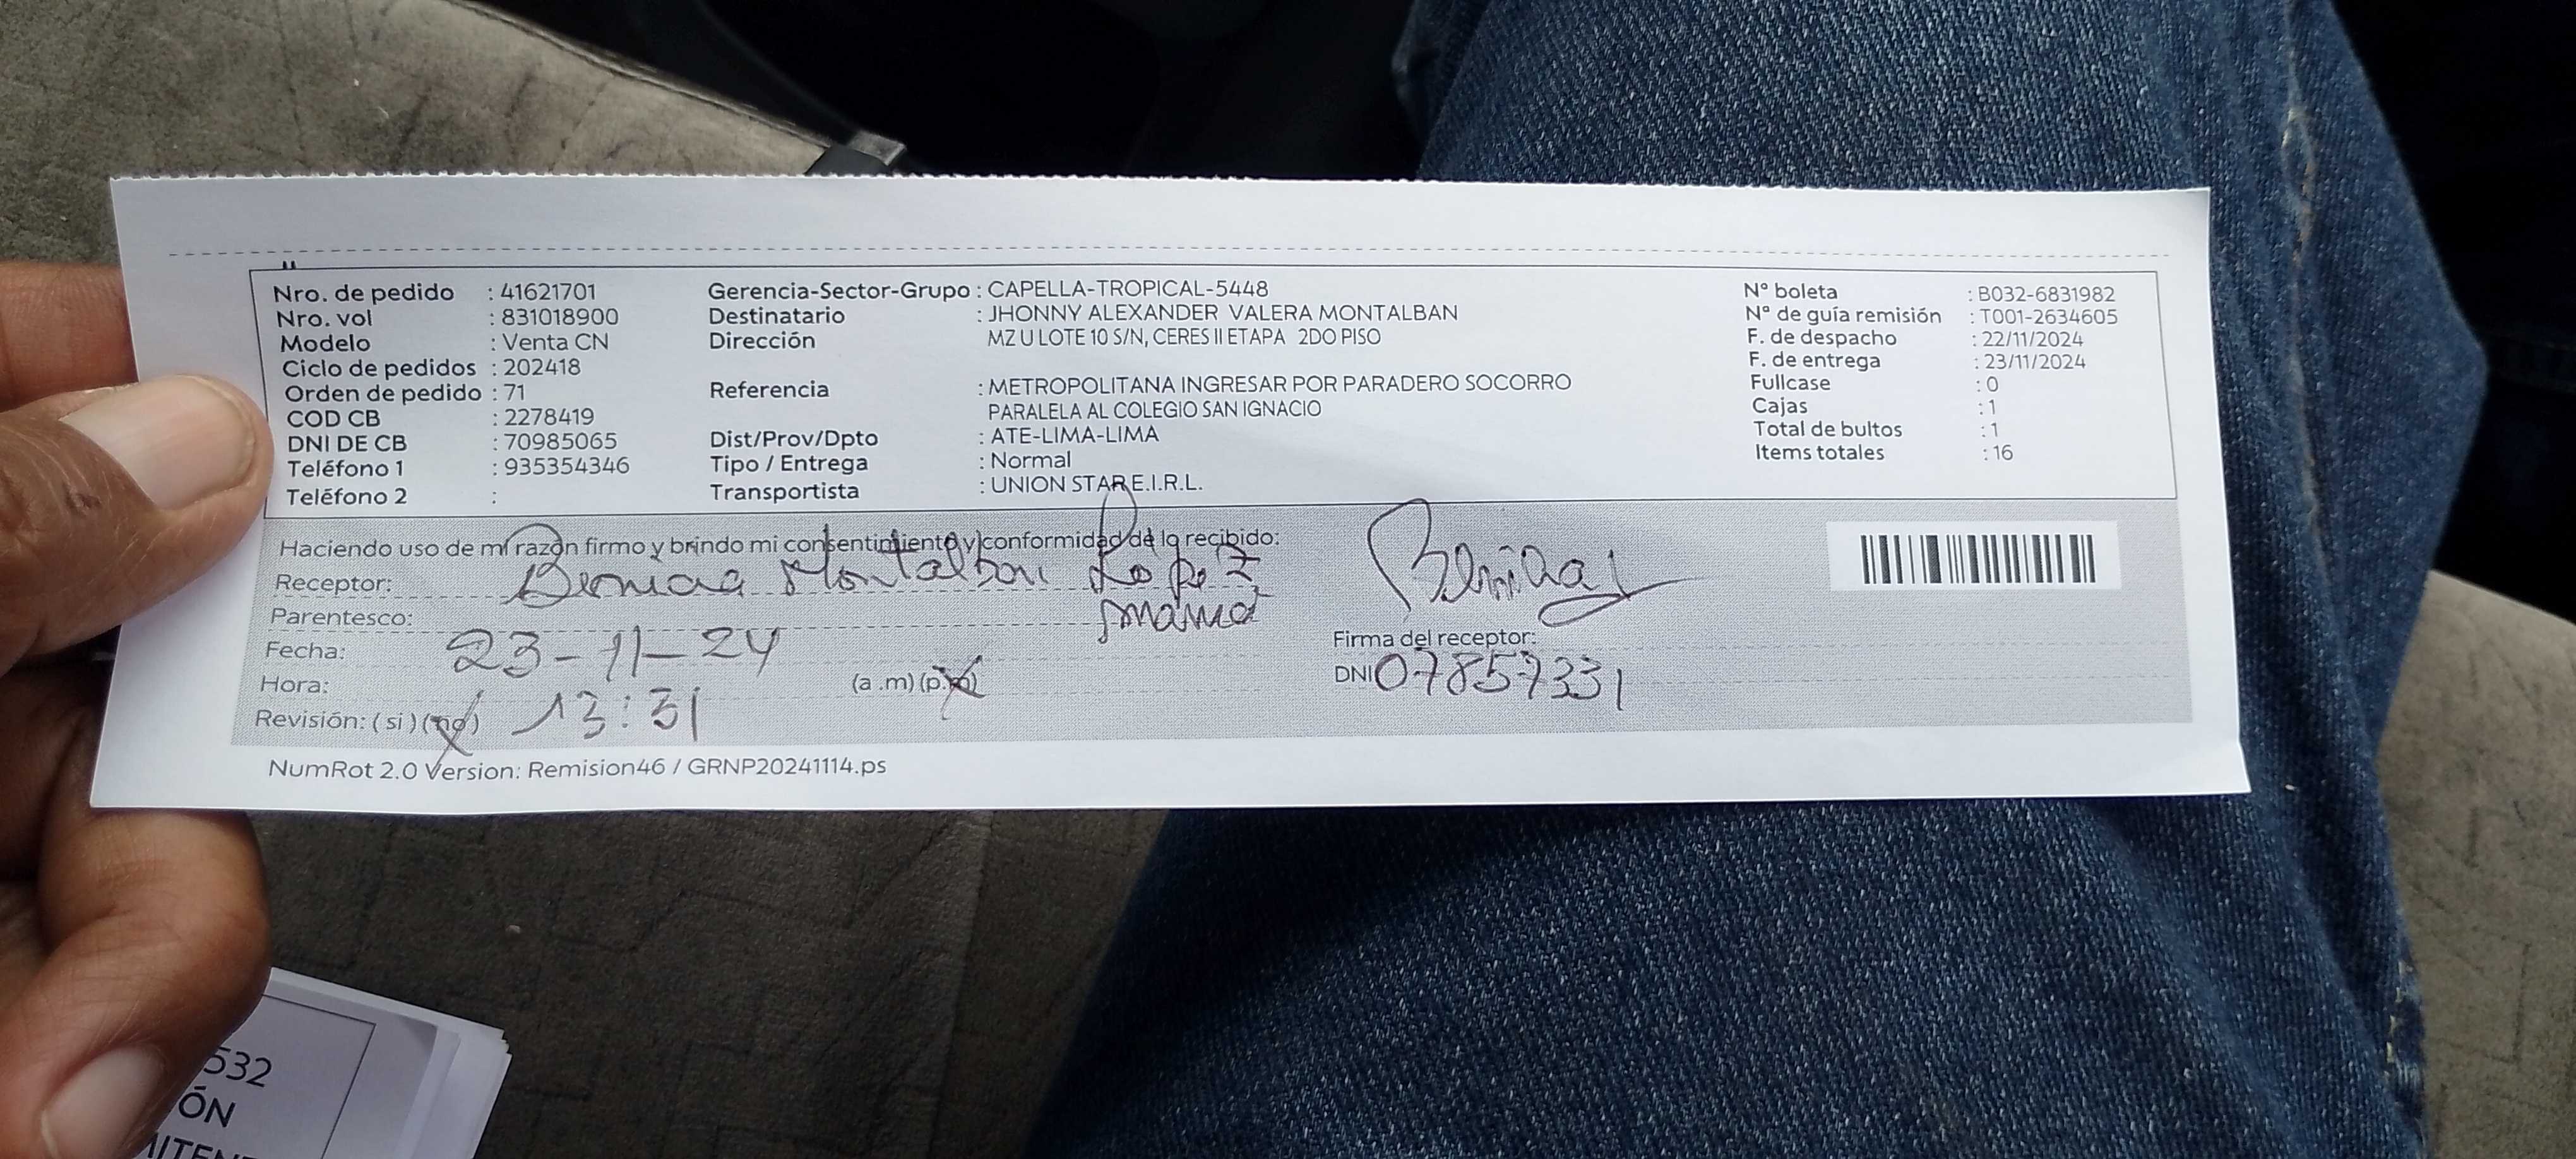 Nro. de pedido : 41621701
Nro. vol : 831018900
Modelo : Venta CN
Ciclo de pedidos : 202418
Orden de pedido : 71
COD CB : 2278419
DNI DE CB : 70985065
Teléfono 1 : 935354346
Teléfono 2 :
Gerencia-Sector-Grupo : CAPELLA-TROPICAL-5448
Destinatario : JHONNY ALEXANDER VALERA MONTALBAN
Dirección MZ U LOTE 10 S/N, CERES II ETAPA 2DO PISO
Referencia : METROPOLITANA INGRESAR POR PARADERO SOCORRO
PARALELA AL COLEGIO SAN IGNACIO
Dist/Prov/Dpto : ATE-LIMA-LIMA
Tipo / Entrega : Normal
Transportista : UNION STAR E.I.R.L.
N° boleta : B032-6831982
N° de guía remisión : T001-2634605
F. de despacho : 22/11/2024
F. de entrega : 23/11/2024
Fullcase : 0
Cajas : 1
Total de bultos : 1
Items totales : 16
Haciendo uso de mi razón firmo y brindo mi consentimiento y conformidad de lo recibido:
Receptor: Montalban Lopez
Parentesco: mama
Fecha: 23-11-24
Hora: (a .m) (p.m)
Revisión: ( si ) (no) 13:31
Firma del receptor:
DNI 07857331
NumRot 2.0 Version: Remision46 / GRNP20241114.ps
532
ÓN